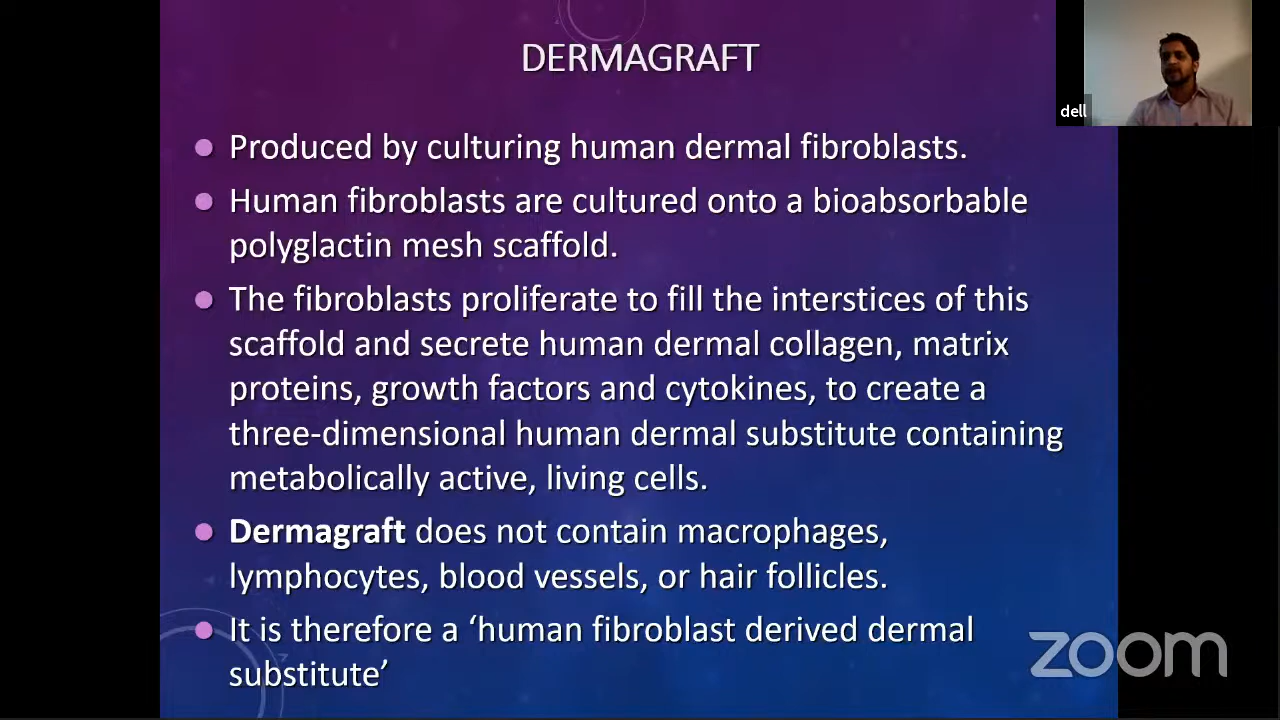 DERMAGRAFT
dell
Produced by culturing human dermal fibroblasts.
Human fibroblasts are cultured onto a bioabsorbable
polyglactin mesh scaffold.
The fibroblasts proliferate to fill the interstices of this
scaffold and secrete human dermal collagen, matrix
proteins, growth factors and cytokines, to create a
three-dimensional human dermal substitute containing
metabolically active, living cells.
Dermagraft does not contain macrophages,
lymphocytes, blood vessels, or hair follicles.
It is therefore a ‘human fibroblast derived dermal
substitute’
zoom